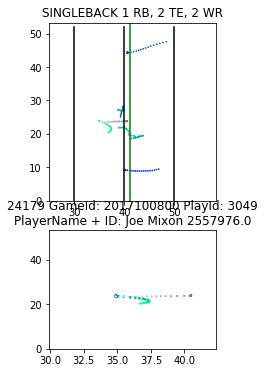 SINGLEBACK 1 RB, 2 TE, 2 WR
50
40
30
20
10
0
30 40 50
24179 GameId: 2017100800 PlayId: 3049
PlayerName + ID: Joe Mixon 2557976.0
40
20
0
30.0 32.5 35.0 37.5 40.0